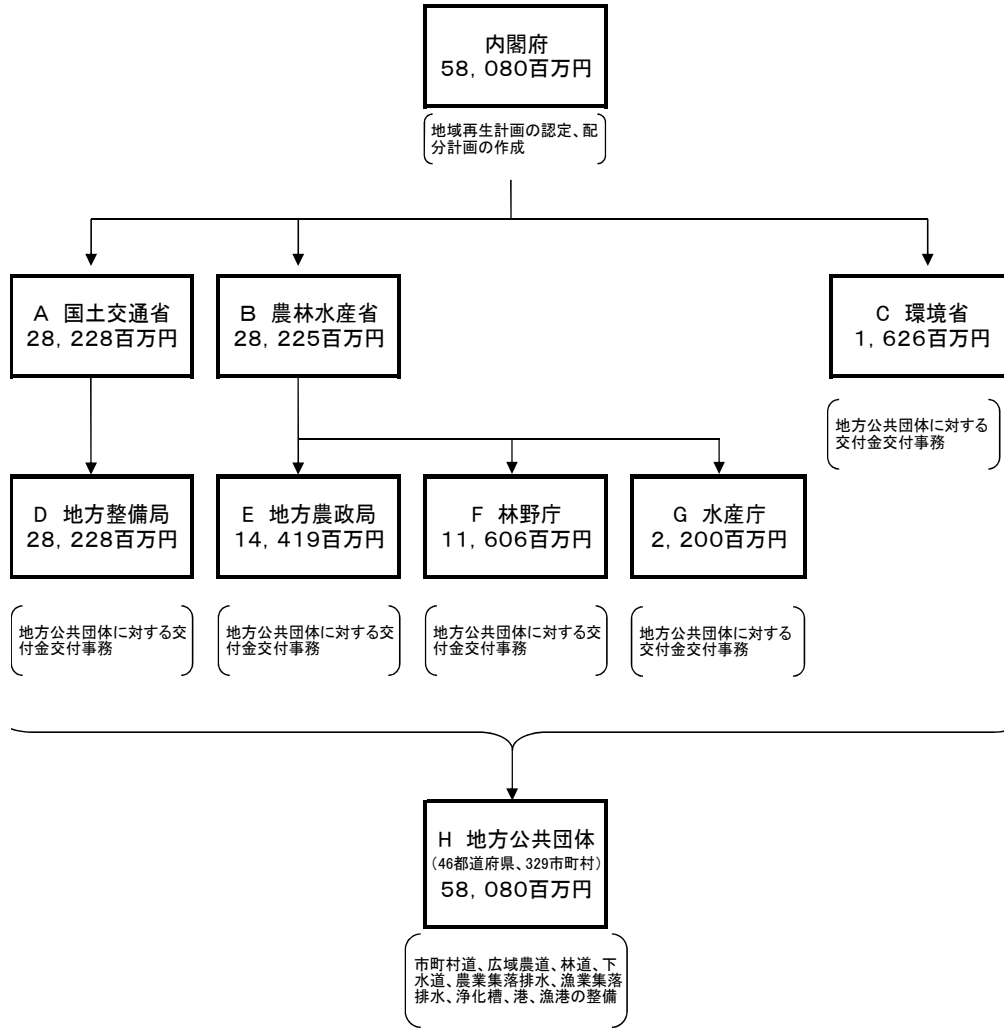 内閣府
58,080百万円
地域再生計画の認定、配
分計画の作成
A 国土交通省
28,228百万円
B 農林水産省
28,225百万円
C 環境省
1,626百万円
地方公共団体に対する
交付金交付事務
D 地方整備局
28,228百万円
E 地方農政局
14,419百万円
F 林野庁
11,606百万円
G 水産庁
2,200百万円
地方公共団体に対する交
付金交付事務
地方公共団体に対する交
付金交付事務
地方公共団体に対する交
付金交付事務
地方公共団体に対する
交付金交付事務
H 地方公共団体
(46都道府県、329市町村)
58,080百万円
市町村道、広域農道、林道、下
水道、農業集落排水、漁業集落
排水、浄化槽、港、漁港の整備